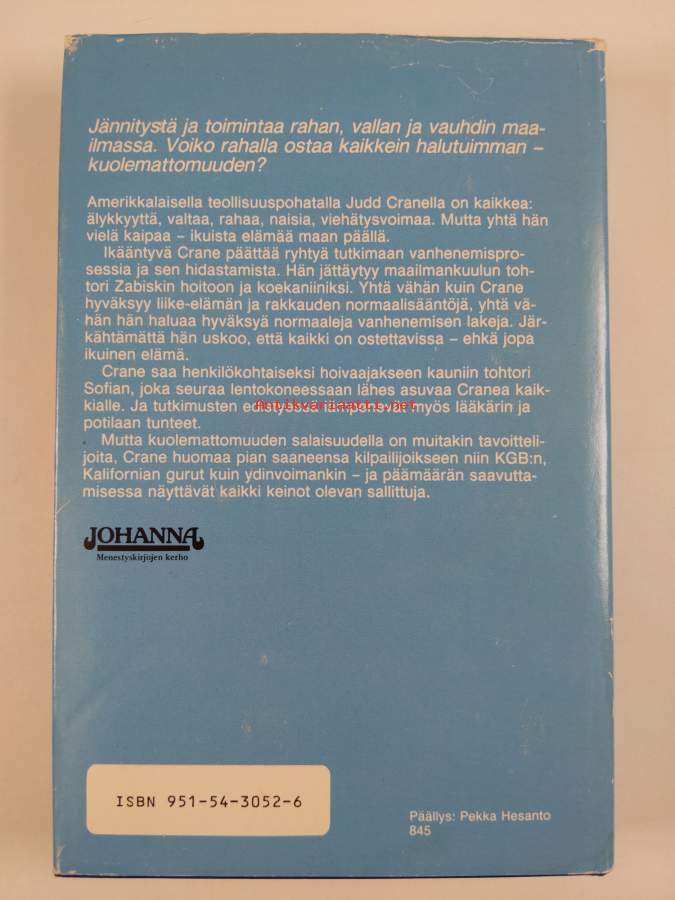 Jännitystä ja toimintaa rahan, vallan ja vauhdin maa-
ilmassa. Voiko rahalla ostaa kaikkein halutuimman –
kuolemattomuuden?
Amerikkalaisella teollisuuspohatalla Judd Cranella on kaikkea:
älykkyyttä, valtaa, rahaa, naisia, viehätysvoimaa. Mutta yhtä hän
vielä kaipaa – ikuista elämää maan päällä.
Ikääntyvä Crane päättää ryhtyä tutkimaan vanhenemispro-
sessia ja sen hidastamista. Hän jättäytyy maailmankuulun toh-
tori Zabiskin hoitoon ja koekaniiniksi. Yhtä vähän kuin Crane
hyväksyy liike-elämän ja rakkauden normaalisääntöjä, yhtä vä-
hän hän haluaa hyväksyä normaaleja vanhenemisen lakeja. Jär-
kähtämättä hän uskoo, että kaikki on ostettavissa – ehkä jopa
ikuinen elämä.
Crane saa henkilökohtaiseksi hoivaajakseen kauniin tohtori
Sofian, joka seuraa lentokoneessaan lähes asuvaa Cranea kaik-
kialle. Ja tutkimusten myös lääkärin ja
Antikvariaatti.net
potilaan tunteet.
Mutta kuolemattomuuden salaisuudella on muitakin tavoitteli-
joita, Crane huomaa pian saaneensa kilpailijoikseen niin KGB:n,
Kalifornian gurut kuin ydinvoimankin – ja päämäärän saavutta-
misessa näyttävät kaikki keinot olevan sallittuja.
JOHANNA
Menestyskirjojen kerho
ISBN 951-54-3052-6
Päällys: Pekka Hesanto
845